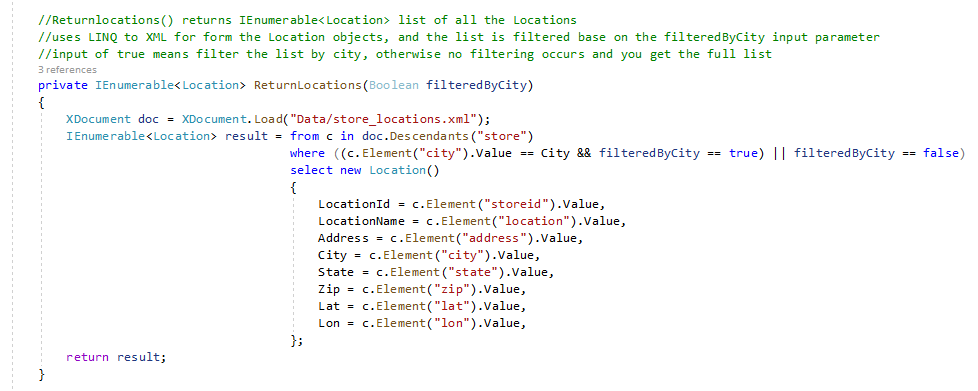 //Returnlocations() returns IEnumerable<Location> list of all the Locations
//uses LINQ to XML for form the Location objects, and the list is filtered base on the filteredByCity input parameter
//input of true means filter the list by city, otherwise no filtering occurs and you get the full list
3 references
private IEnumerable<Location> ReturnLocations(Boolean filteredByCity)
{
XDocument doc = XDocument.Load("Data/store_locations.xml");
IEnumerable<Location> result = from c in doc.Descendants("store")
where ((c.Element("city").Value == City && filteredByCity == true) || filteredByCity == false)
select new Location()
{
LocationId = c.Element("storeid").Value,
LocationName = c.Element("location").Value,
Address = c.Element("address").Value,
City = c.Element("city").Value,
State = c.Element("state").Value,
Zip = c.Element("zip").Value,
Lat = c.Element("lat").Value,
Lon = c.Element("lon").Value,
};
return result;
}